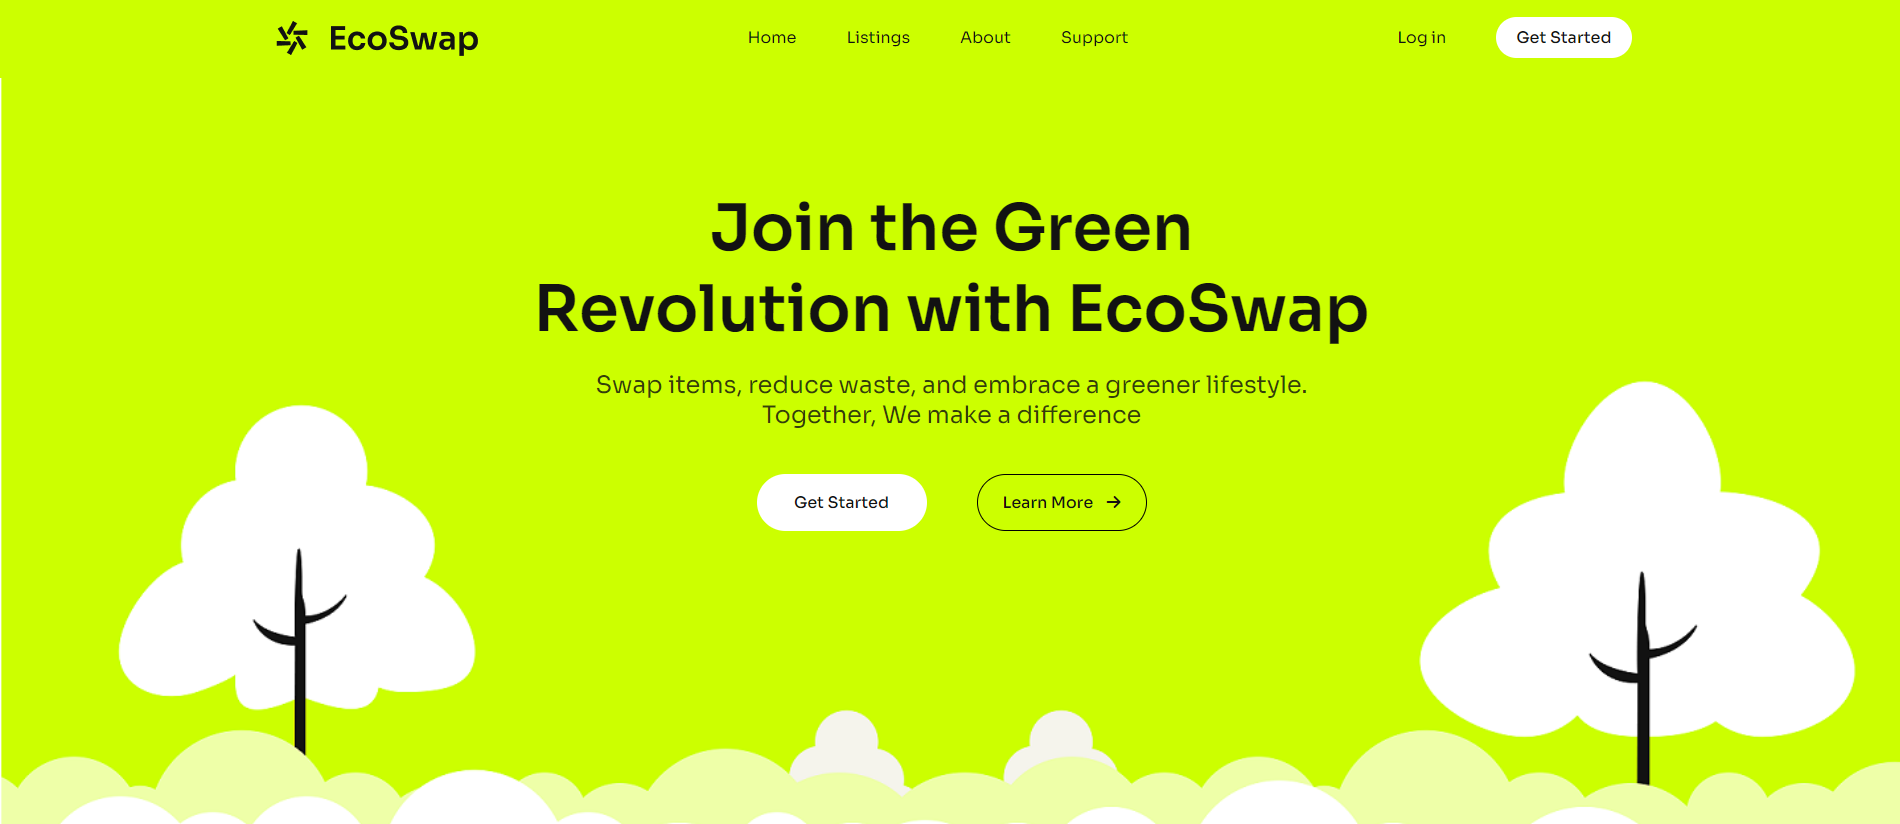 EcoSwap
Home Listings About Support
Log in Get Started
Join the Green
Revolution with EcoSwap
Swap items, reduce waste, and embrace a greener lifestyle.
Together, We make a difference
Get Started
Learn More →